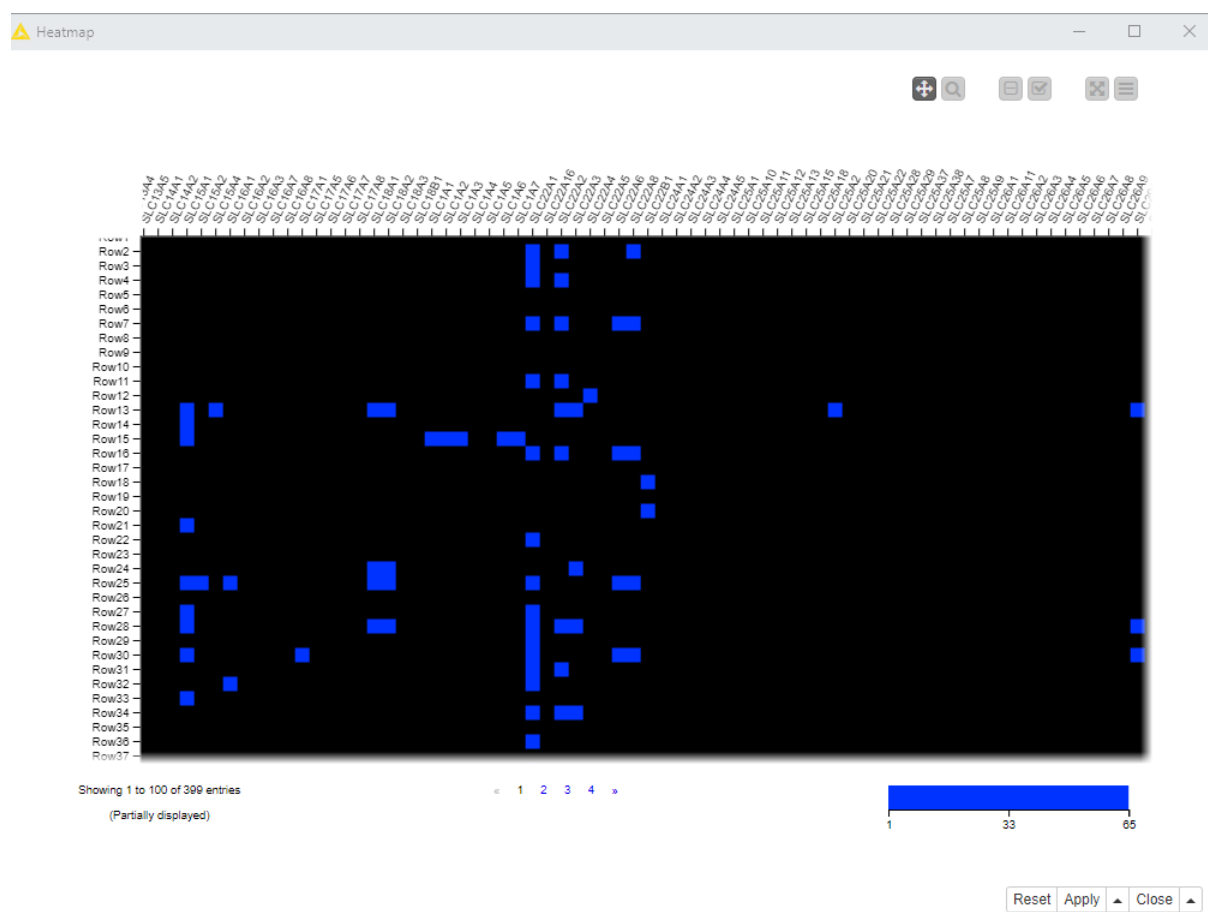 Heatmap
SLC13A5
SLC14A1
SLC14A2
SLC15A1
SLC15A2
SLC15A4
SLC16A1
SLC16A2
SLC16A3
SLC16A7
SLC16A8
SLC17A1
SLC17A5
SLC17A6
SLC17A7
SLC17A8
SLC18A1
SLC18A2
SLC18A3
SLC18B1
SLC1A1
SLC1A2
SLC1A3
SLC1A4
SLC1A5
SLC1A6
SLC1A7
SLC22A1
SLC22A16
SLC22A2
SLC22A3
SLC22A4
SLC22A5
SLC22A6
SLC22A8
SLC22B1
SLC24A1
SLC24A2
SLC24A3
SLC24A4
SLC24A5
SLC25A1
SLC25A10
SLC25A11
SLC25A12
SLC25A13
SLC25A15
SLC25A18
SLC25A2
SLC25A20
SLC25A21
SLC25A22
SLC25A28
SLC25A29
SLC25A37
SLC25A38
SLC25A7
SLC25A8
SLC25A9
SLC26A1
SLC26A11
SLC26A2
SLC26A3
SLC26A4
SLC26A5
SLC26A6
SLC26A7
SLC26A8
SLC26A9
Row2
Row3
Row4
Row5
Row6
Row7
Row8
Row9
Row10
Row11
Row12
Row13
Row14
Row15
Row16
Row17
Row18
Row19
Row20
Row21
Row22
Row23
Row24
Row25
Row26
Row27
Row28
Row29
Row30
Row31
Row32
Row33
Row34
Row35
Row36
Row37
Showing 1 to 100 of 399 entries
(Partially displayed)
« 1 2 3 4 »
1 33 65
Reset Apply Close